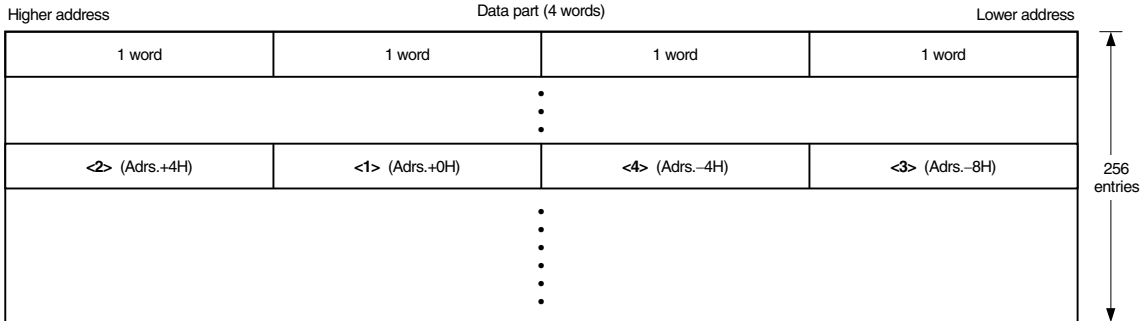 Higher address Data part (4 words) Lower address
1 word 1 word 1 word 1 word
<2> (Adrs.+4H) <1> (Adrs.+0H) <4> (Adrs.−4H) <3> (Adrs.−8H)
256
entries